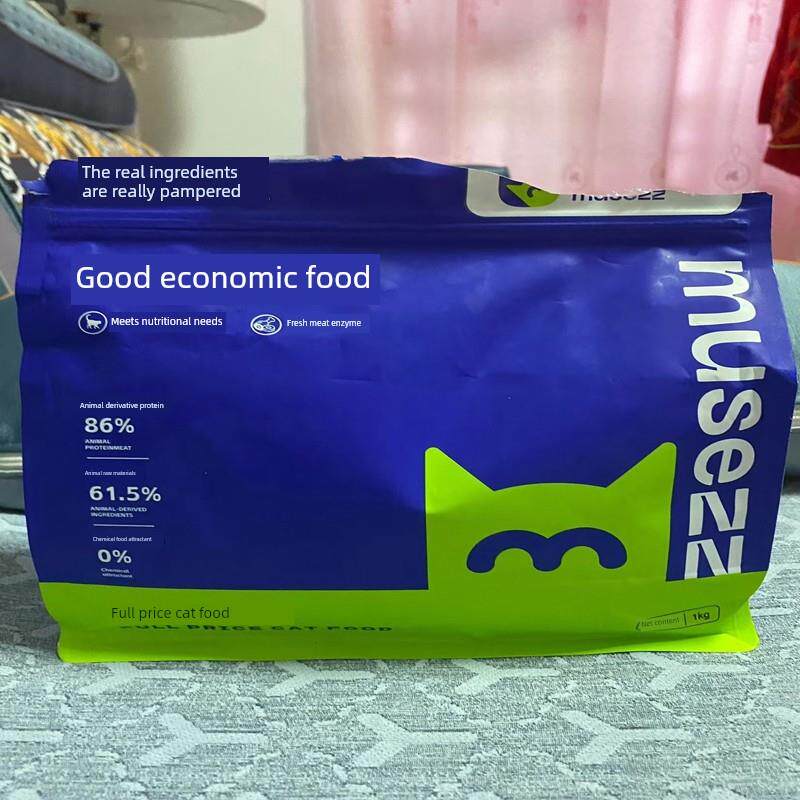 The real ingredients
are really pampered
musezz
Good economic food
Meets nutritional needs
Fresh meat enzyme
musezz
Animal derivative protein
86%
ANIMAL
PROTEINMEAT
Animal raw materials
61.5%
ANIMAL-DERIVED
INGREDIENTS
Chemical food attractant
0%
Chemical
attractant
Full price cat food
FULL PRICE CAT FOOD
Net content 1kg